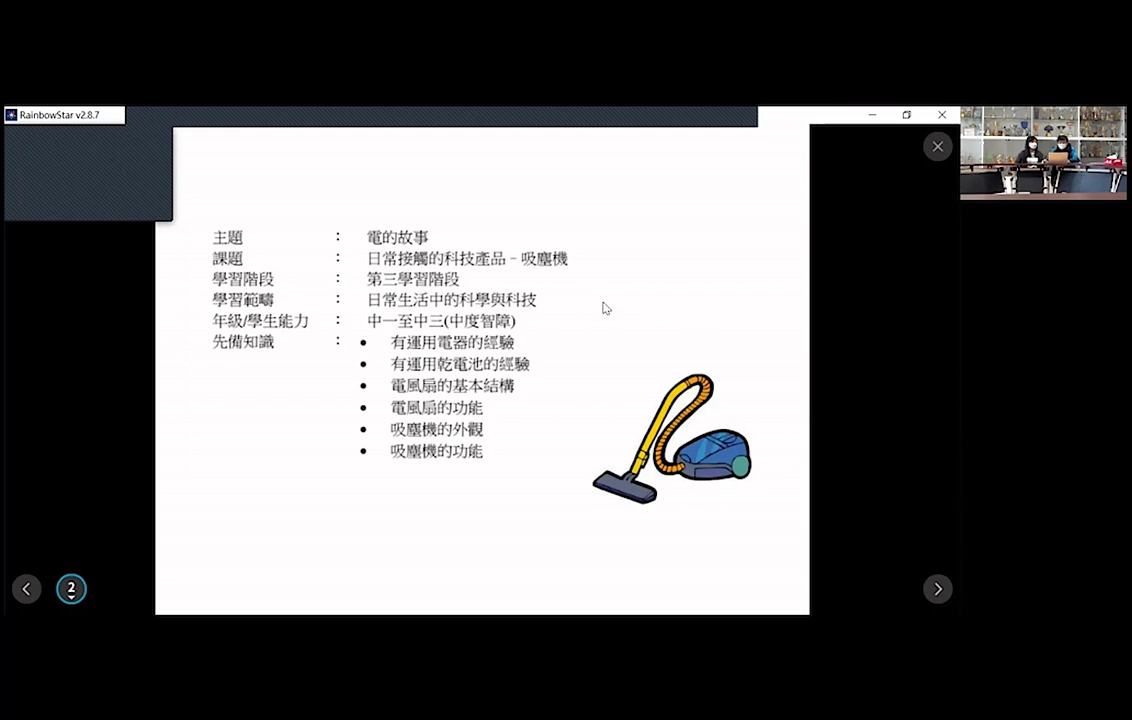 RainbowStar v2.8.7
主題 : 電的故事
課題 : 日常接觸的科技產品－吸塵機
學習階段 : 第三學習階段
學習範疇 : 日常生活中的科學與科技
年級/學生能力 : 中一至中三(中度智障)
先備知識 : • 有運用電器的經驗
• 有運用乾電池的經驗
• 電風扇的基本結構
• 電風扇的功能
• 吸塵機的外觀
• 吸塵機的功能
2